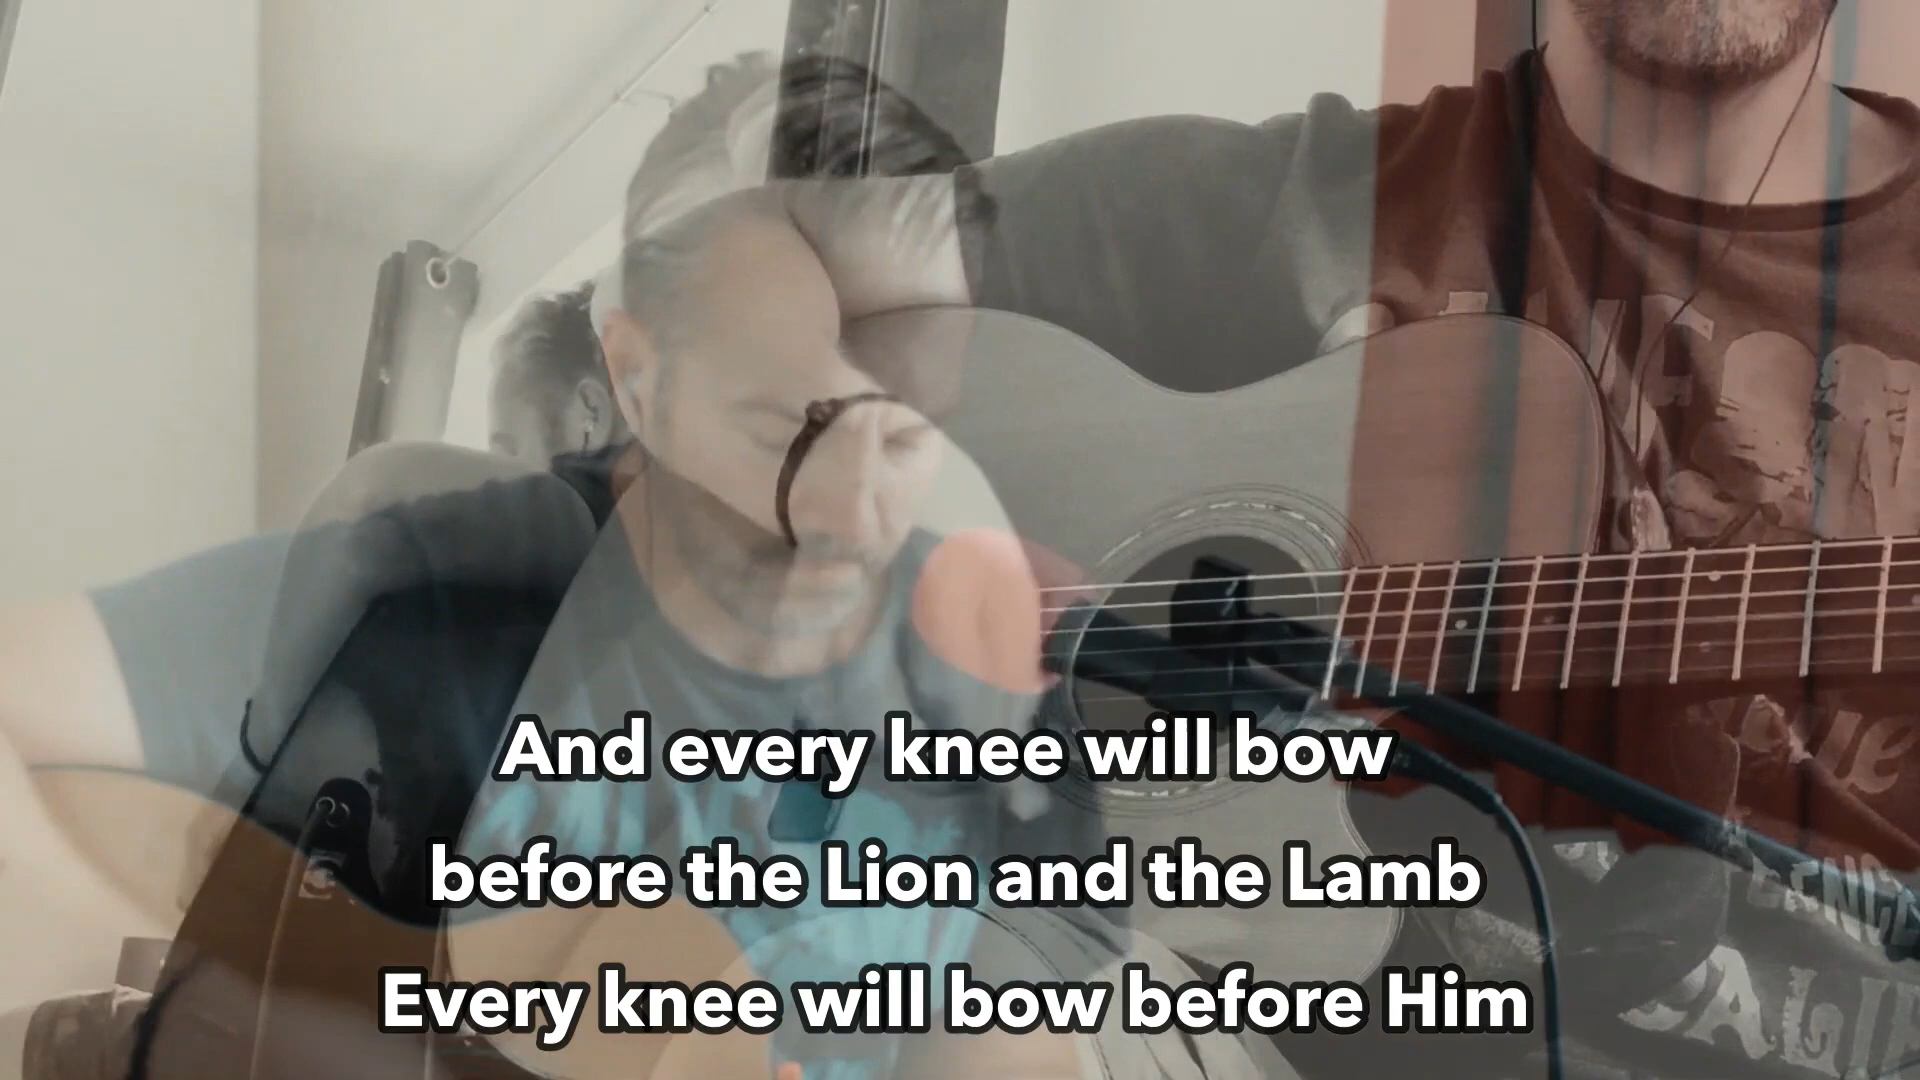 And every knee will bow
before the Lion and the Lamb
Every knee will bow before Him